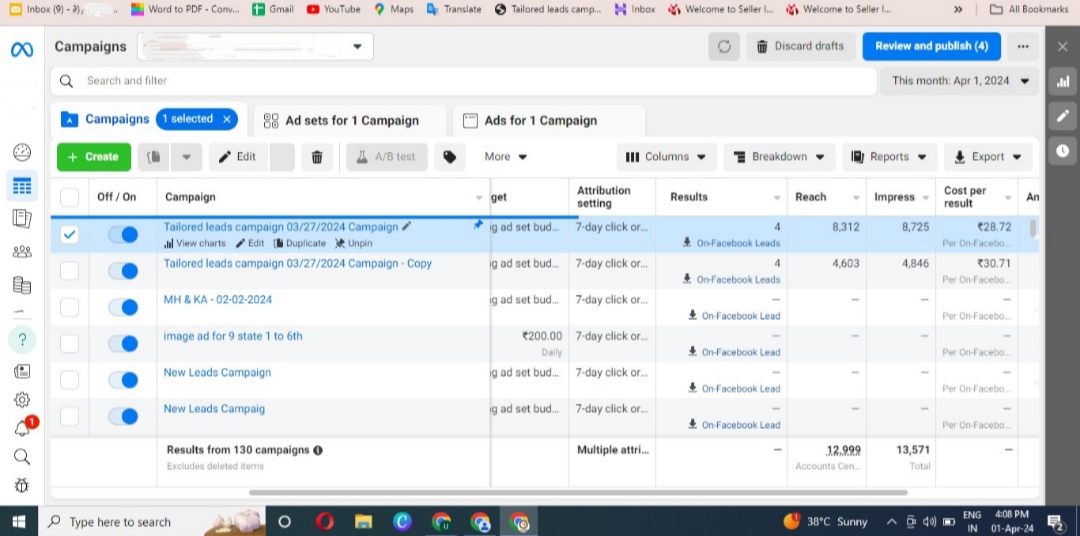 Inbox (9) - අ),
Word to PDF - Conv...
Gmail
YouTube
Maps
Translate
Tailored leads camp...
Inbox
Welcome to Seller I...
Welcome to Seller I...
»
All Bookmarks
Campaigns
Discard drafts
Review and publish (4)
...
Search and filter
This month: Apr 1, 2024
Campaigns 1 selected ×
Ad sets for 1 Campaign
Ads for 1 Campaign
+ Create
Edit
A/B test
More
Columns
Breakdown
Reports
Export
Off / On
Campaign
get
Attribution
setting
Results
Reach
Impress
Cost per
result
An
Tailored leads campaign 03/27/2024 Campaign
View charts Edit Duplicate Unpin
ig ad set bud...
7-day click or...
4
On-Facebook Leads
8,312
8,725
₹28.72
Per On-Facebo...
Tailored leads campaign 03/27/2024 Campaign - Copy
ig ad set bud...
7-day click or...
4
On-Facebook Leads
4,603
4,846
₹30.71
Per On-Facebo...
MH & KA - 02-02-2024
ig ad set bud...
7-day click or...
—
On-Facebook Lead
—
—
—
Per On-Facebo...
image ad for 9 state 1 to 6th
₹200.00
Daily
7-day click or...
—
On-Facebook Lead
—
—
—
Per On-Facebo...
New Leads Campaign
ig ad set bud...
7-day click or...
—
On-Facebook Lead
—
—
—
Per On-Facebo...
New Leads Campaig
ig ad set bud...
7-day click or...
—
On-Facebook Lead
—
—
—
Per On-Facebo...
Results from 130 campaigns
Excludes deleted items
Multiple attri...
—
12,999
Accounts Cen...
13,571
Total
—
?
1
Type here to search
38°C Sunny
ENG
IN
4:08 PM
01-Apr-24
2